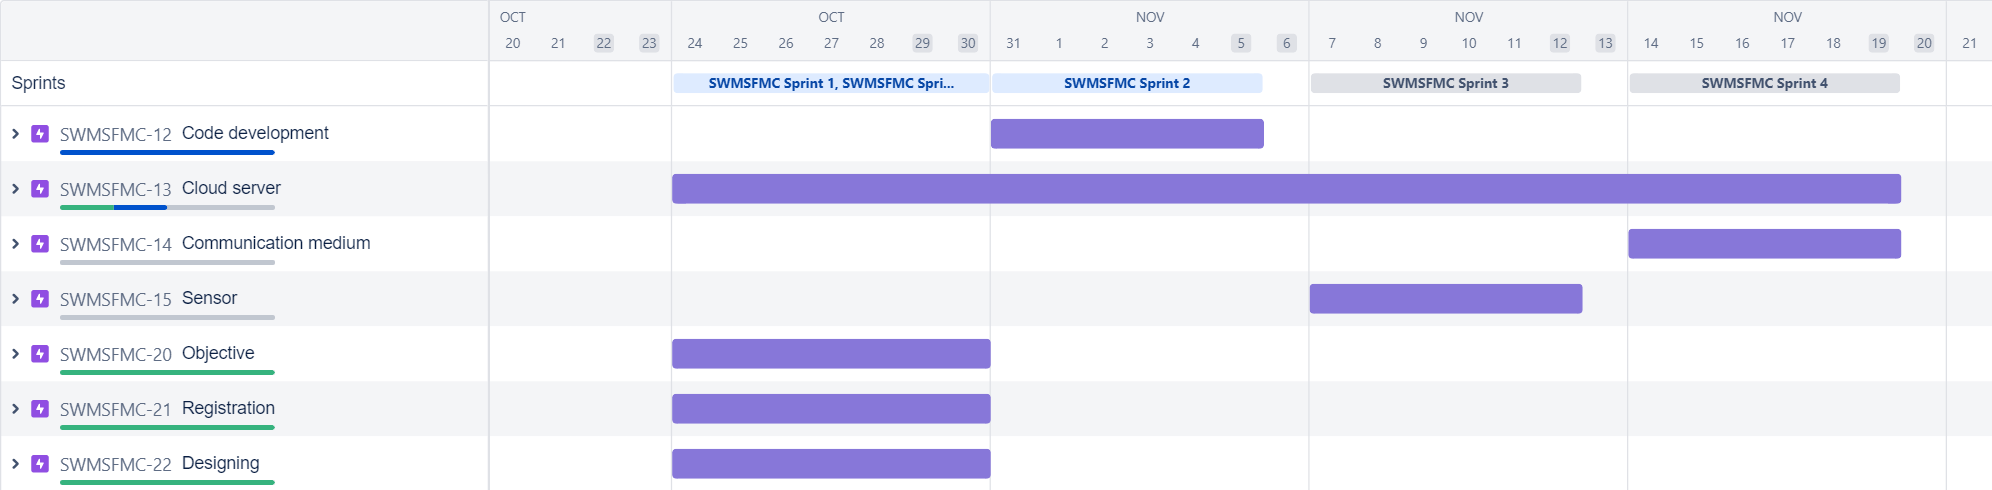 OCT OCT NOV NOV NOV
20 21 22 23 24 25 26 27 28 29 30 31 1 2 3 4 5 6 7 8 9 10 11 12 13 14 15 16 17 18 19 20 21
Sprints SWMSFMC Sprint 1, SWMSFMC Spri... SWMSFMC Sprint 2 SWMSFMC Sprint 3 SWMSFMC Sprint 4
SWMSFMC-12 Code development
SWMSFMC-13 Cloud server
SWMSFMC-14 Communication medium
SWMSFMC-15 Sensor
SWMSFMC-20 Objective
SWMSFMC-21 Registration
SWMSFMC-22 Designing